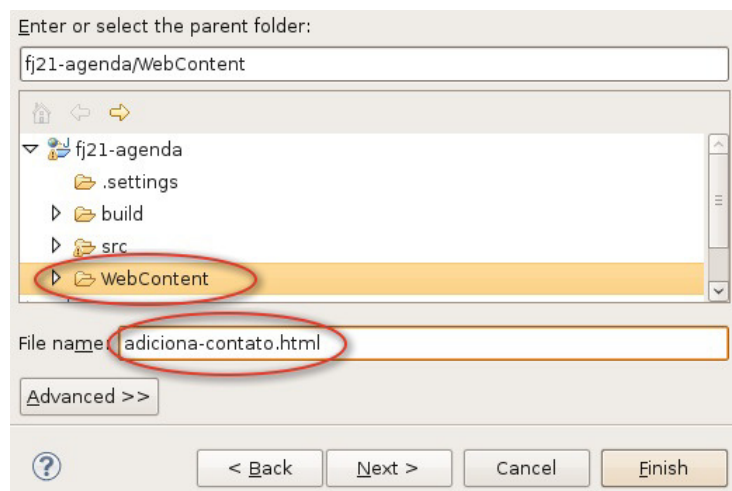 Enter or select the parent folder:
fj21-agenda/WebContent
fj21-agenda
.settings
build
src
WebContent
File name: adiciona-contato.html
Advanced >>
? < Back Next > Cancel Finish